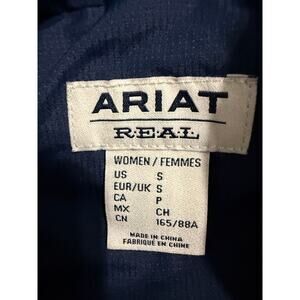 ARIAT
REAL
WOMEN / FEMMES
US S
EUR/UK S
CA P
MX CH
CN 165/88A
MADE IN CHINA
FABRIQUÉ EN CHINE